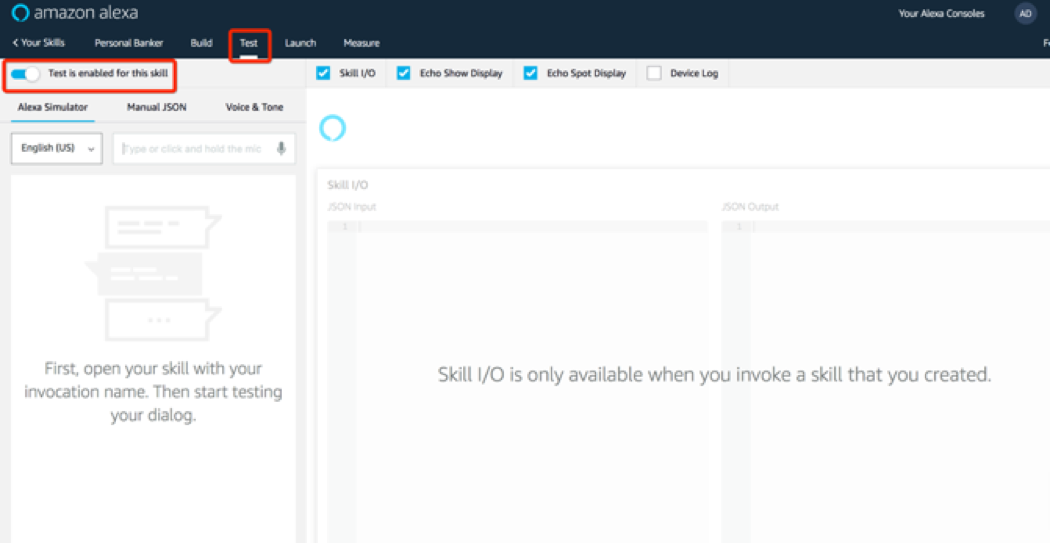 amazon alexa
Your Alexa Consoles
AD
< Your Skills
Personal Banker
Build
Test
Launch
Measure
Test is enabled for this skill
Skill I/O
Echo Show Display
Echo Spot Display
Device Log
Alexa Simulator
Manual JSON
Voice & Tone
English (US)
Type or click and hold the mic
Skill I/O
JSON Input
JSON Output
1
1
First, open your skill with your
invocation name. Then start testing
your dialog.
Skill I/O is only available when you invoke a skill that you created.